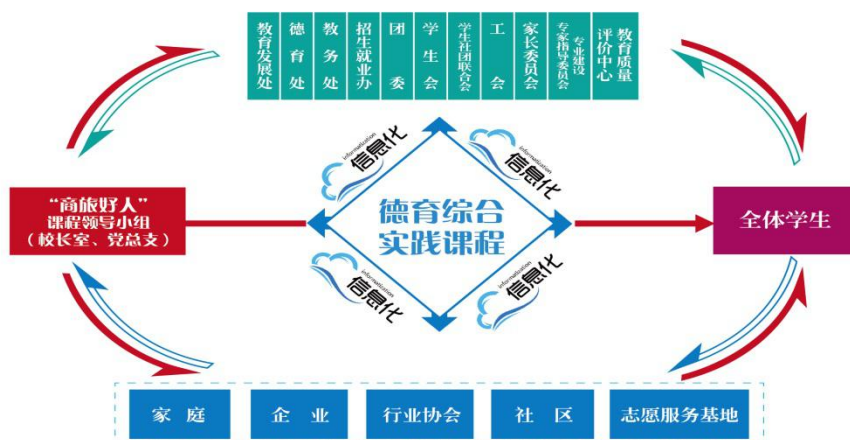 教育发展处
德育处
教务处
招生就业办
团委
学生会
学生社团联合会
工会
家长委员会
专业建设
专家指导委员会
教育质量
评价中心
informatization
信息化
informatization
信息化
“商旅好人”
课程领导小组
（校长室、党总支）
德育综合
实践课程
全体学生
informatization
信息化
informatization
信息化
家庭
企业
行业协会
社区
志愿服务基地